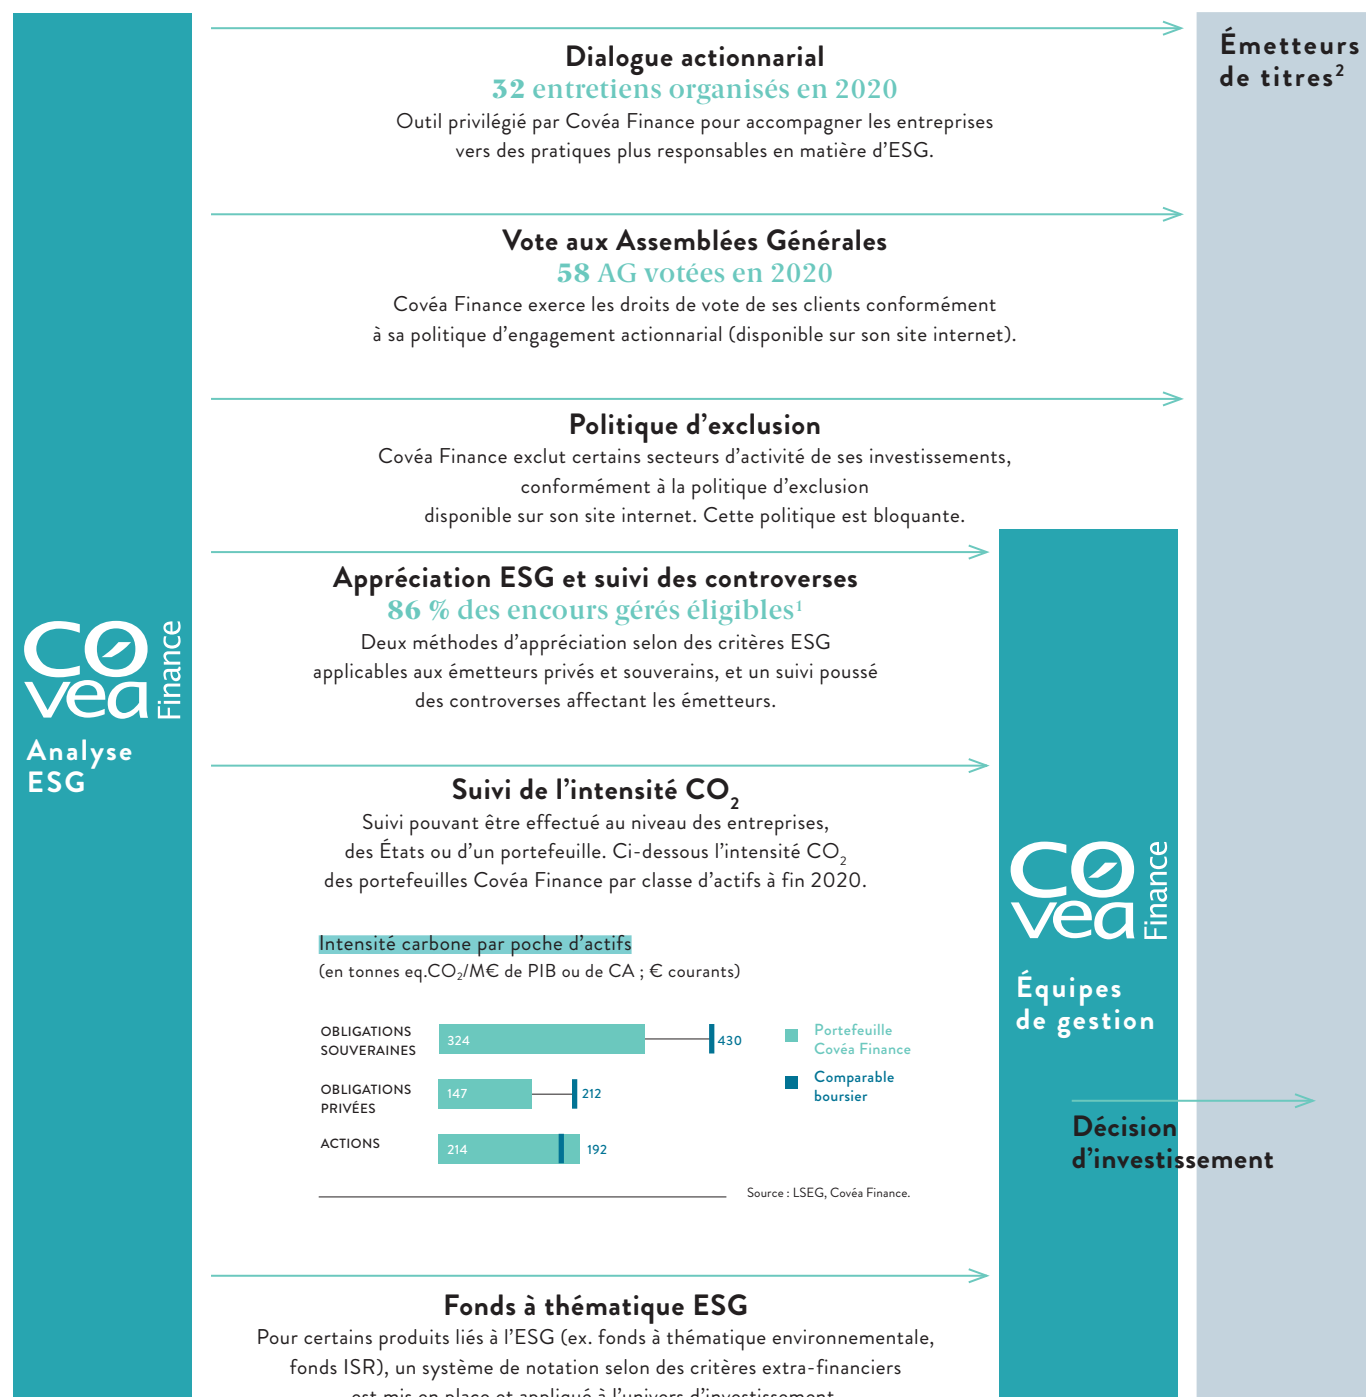 Émetteurs
de titres²
Dialogue actionnarial
32 entretiens organisés en 2020
Outil privilégié par Covéa Finance pour accompagner les entreprises
vers des pratiques plus responsables en matière d’ESG.
Vote aux Assemblées Générales
58 AG votées en 2020
Covéa Finance exerce les droits de vote de ses clients conformément
à sa politique d’engagement actionnarial (disponible sur son site internet).
Politique d’exclusion
Covéa Finance exclut certains secteurs d’activité de ses investissements,
conformément à la politique d’exclusion
disponible sur son site internet. Cette politique est bloquante.
Appréciation ESG et suivi des controverses
86 % des encours gérés éligibles¹
Deux méthodes d’appréciation selon des critères ESG
applicables aux émetteurs privés et souverains, et un suivi poussé
des controverses affectant les émetteurs.
Covéa Finance
Analyse
ESG
Suivi de l’intensité CO₂
Suivi pouvant être effectué au niveau des entreprises,
des États ou d’un portefeuille. Ci-dessous l’intensité CO₂
des portefeuilles Covéa Finance par classe d’actifs à fin 2020.
Intensité carbone par poche d’actifs
(en tonnes eq.CO₂/M€ de PIB ou de CA ; € courants)
OBLIGATIONS
SOUVERAINES
324
430
OBLIGATIONS
PRIVÉES
147
212
ACTIONS
214
192
Portefeuille
Covéa Finance
Comparable
boursier
Source : LSEG, Covéa Finance.
Covéa Finance
Équipes
de gestion
Décision
d’investissement
Fonds à thématique ESG
Pour certains produits liés à l’ESG (ex. fonds à thématique environnementale,
fonds ISR), un système de notation selon des critères extra-financiers
est mis en place et appliqué à l’univers d’investissement